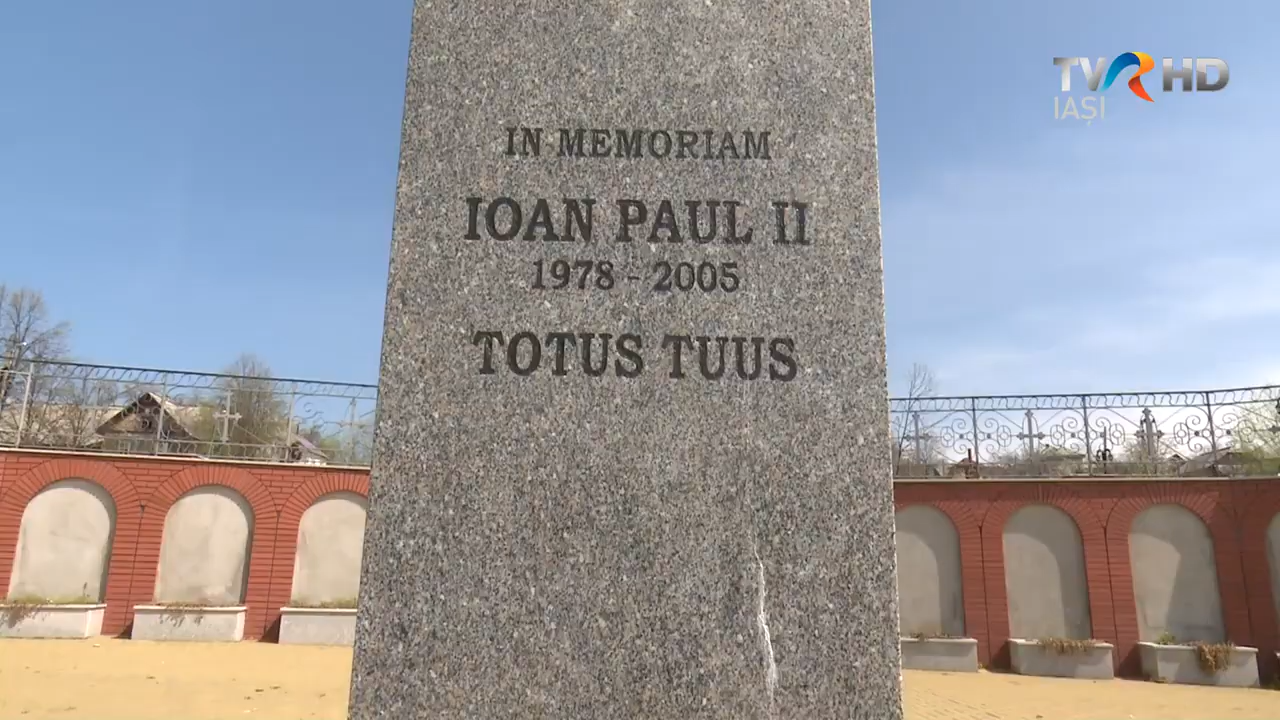 TVR HD
IAȘI
IN MEMORIAM
IOAN PAUL II
1978 - 2005
TOTUS TUUS